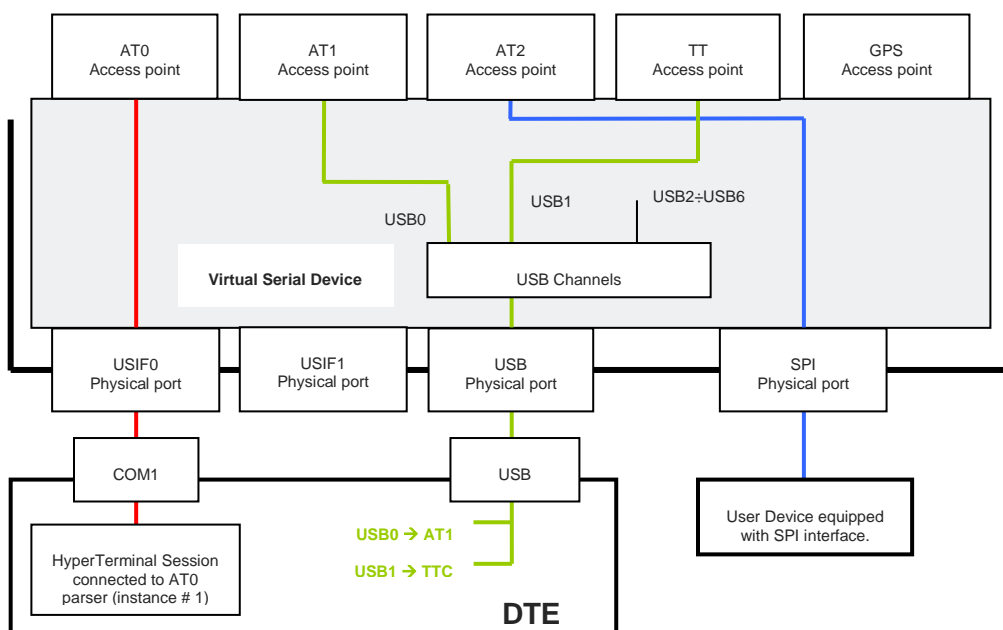 AT0
Access point
AT1
Access point
AT2
Access point
TT
Access point
GPS
Access point
USB0
USB1
USB2÷USB6
Virtual Serial Device
USB Channels
USIF0
Physical port
USIF1
Physical port
USB
Physical port
SPI
Physical port
COM1
USB
HyperTerminal Session
connected to AT0
parser (instance # 1)
USB0 → AT1
USB1 → TTC
DTE
User Device equipped
with SPI interface.